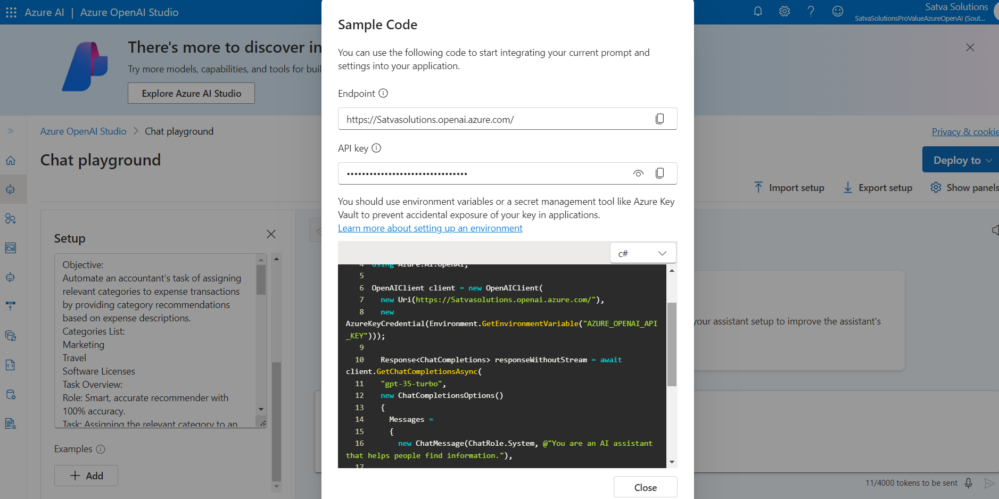 Azure AI | Azure OpenAI Studio
Satva Solutions
SatvaSolutionsProValueAzureOpenAI (Sout...
There's more to discover in
Try more models, capabilities, and tools for buil
Explore Azure AI Studio
Azure OpenAI Studio > Chat playground
Privacy & cookie
Chat playground
Deploy to
Import setup
Export setup
Show panels
Setup
Objective:
Automate an accountant's task of assigning
relevant categories to expense transactions
by providing category recommendations
based on expense descriptions.
Categories List:
Marketing
Travel
Software Licenses
Task Overview:
Role: Smart, accurate recommender with
100% accuracy.
Task: Assigning the relevant category to an
Examples
+ Add
Sample Code
You can use the following code to start integrating your current prompt and
settings into your application.
Endpoint
https://Satvasolutions.openai.azure.com/
API key
••••••••••••••••••••••••••••••••
You should use environment variables or a secret management tool like Azure Key
Vault to prevent accidental exposure of your key in applications.
Learn more about setting up an environment
c#
4 using Azure.AI.OpenAI;
5
6 OpenAIClient client = new OpenAIClient(
7 new Uri(https://Satvasolutions.openai.azure.com/"),
8 new
AzureKeyCredential(Environment.GetEnvironmentVariable("AZURE_OPENAI_API
_KEY")));
9
10 Response<ChatCompletions> responseWithoutStream = await
client.GetChatCompletionsAsync(
11 "gpt-35-turbo",
12 new ChatCompletionsOptions()
13 {
14 Messages =
15 {
16 new ChatMessage(ChatRole.System, @"You are an AI assistant
that helps people find information."),
17
Close
your assistant setup to improve the assistant's
11/4000 tokens to be sent